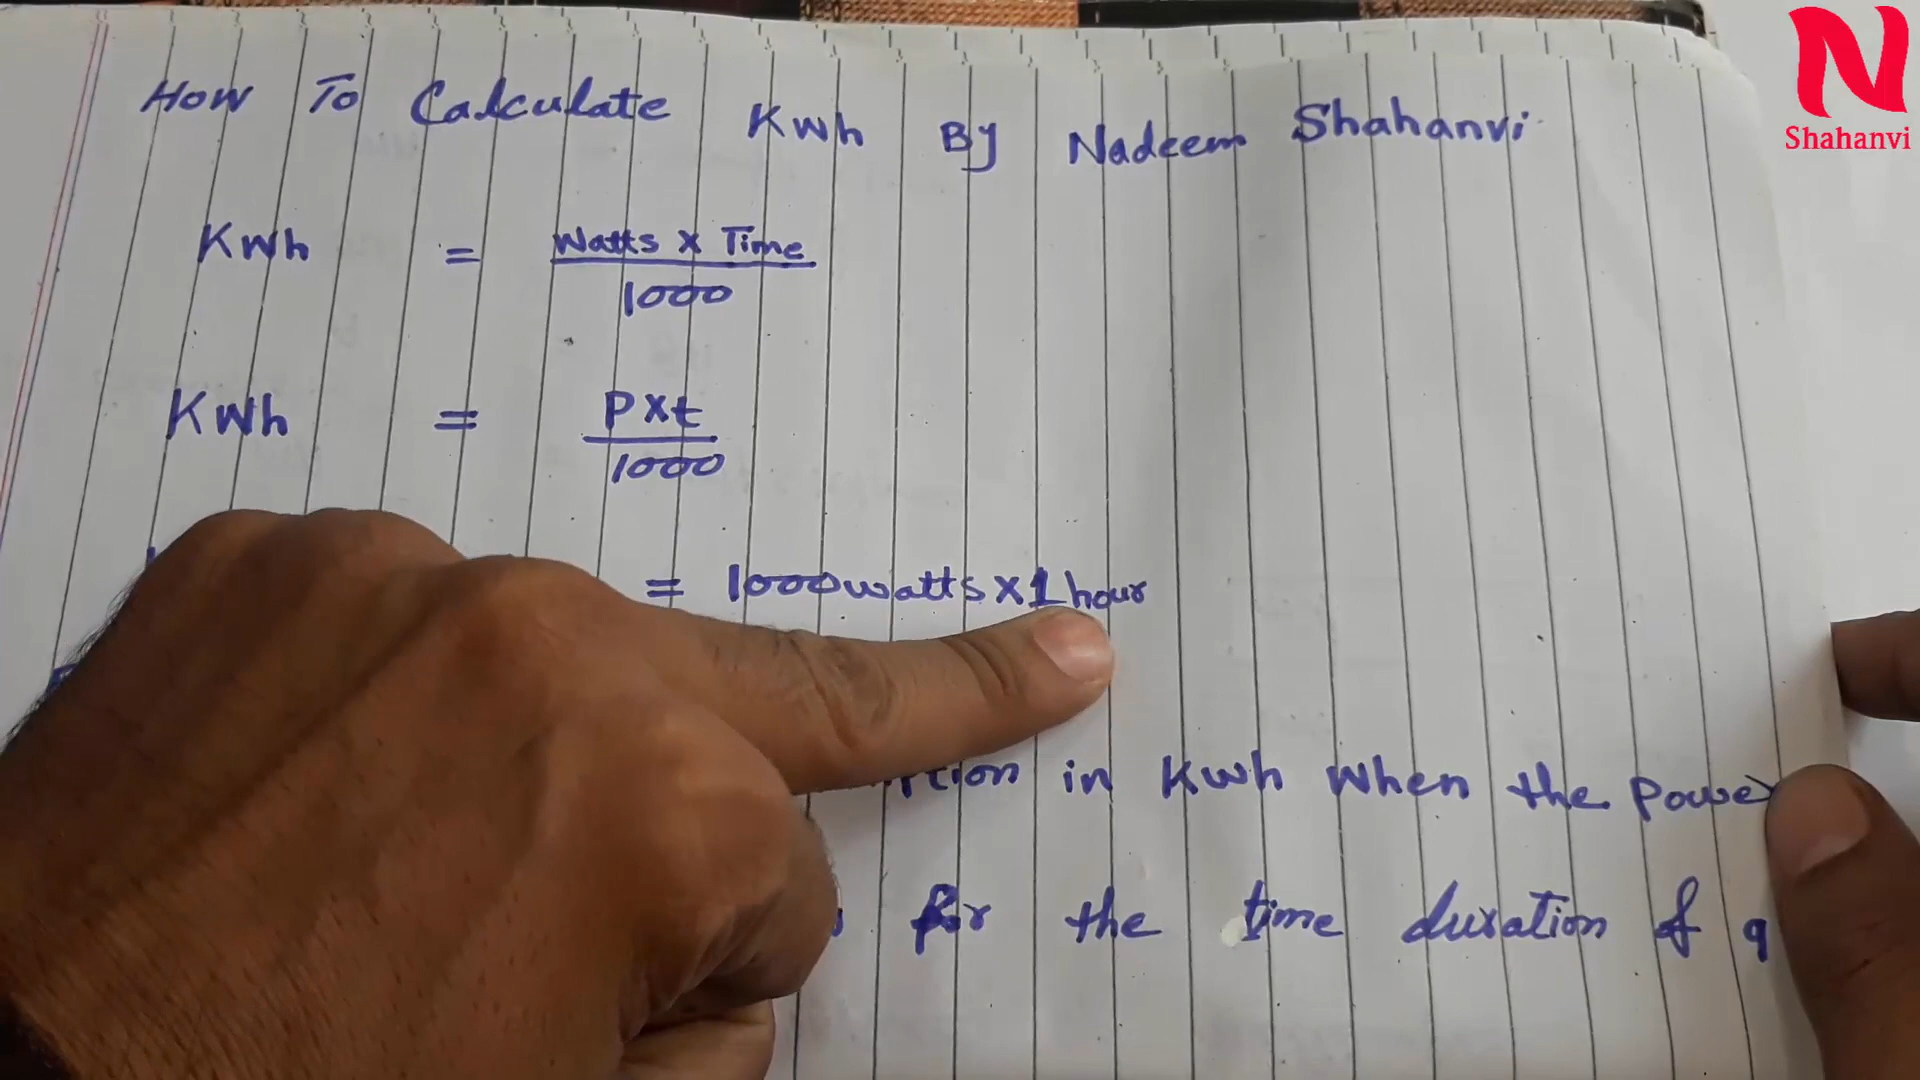 How To Calculate Kwh By Nadeem Shahanvi
N
Shahanvi
Kwh = Watts x Time
1000
KWh = P x t
1000
= 1000watts x 1 hour
in Kwh When the Power
for the time duration of 9